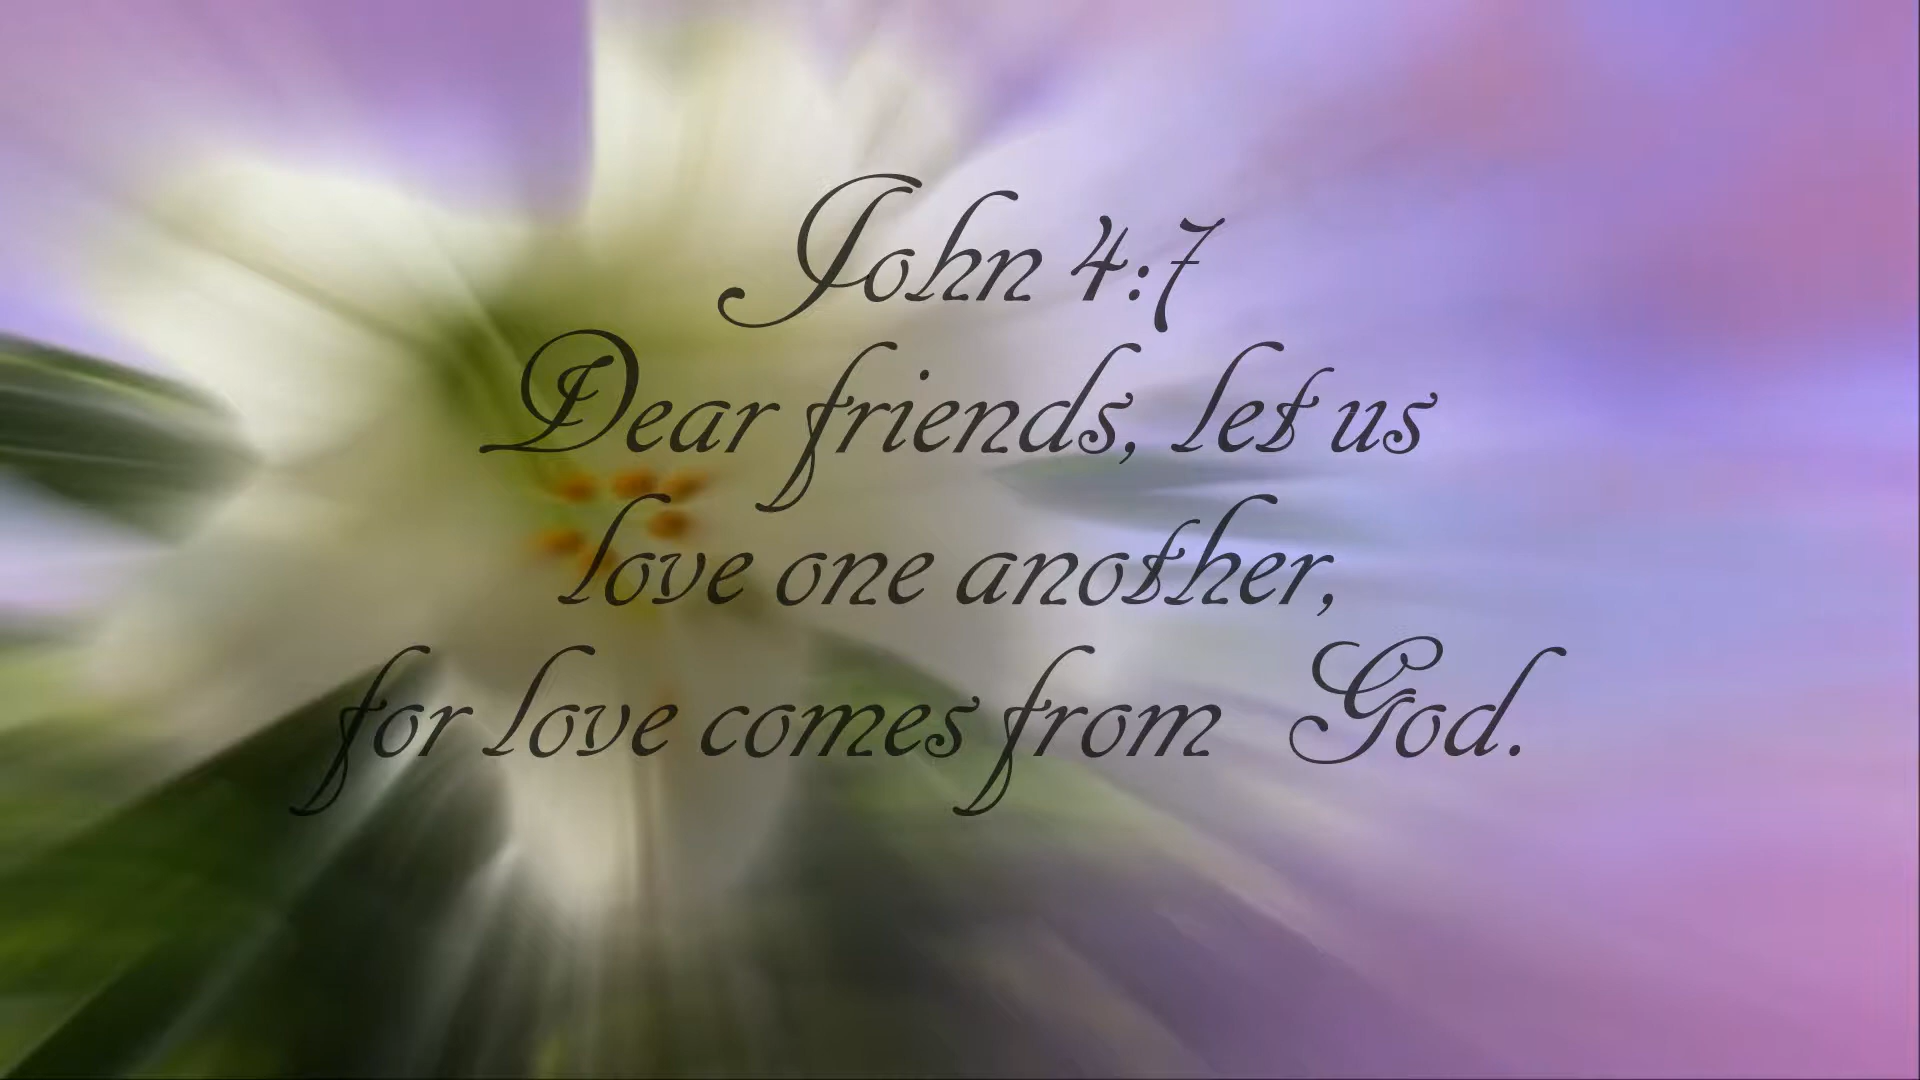 John 4:7
Dear friends, let us
love one another,
for love comes from God.